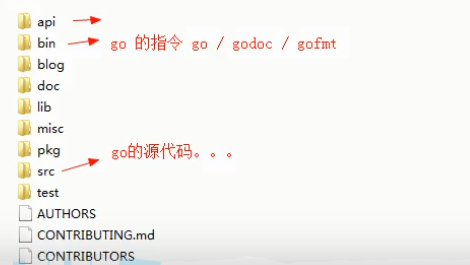 api
bin go 的指令 go / godoc / gofmt
blog
doc
lib
misc
pkg
src go的源代码。。。
test
AUTHORS
CONTRIBUTING.md
CONTRIBUTORS